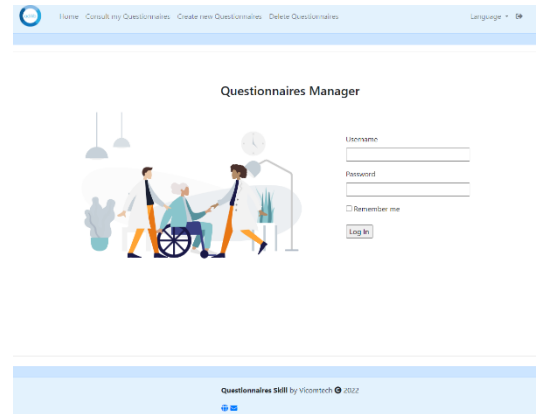 Home Consult my Questionnaires Create new Questionnaires Delete Questionnaires Language
Questionnaires Manager
Username
Password
Remember me
Log In
Questionnaires Skill by Vicomtech 2022